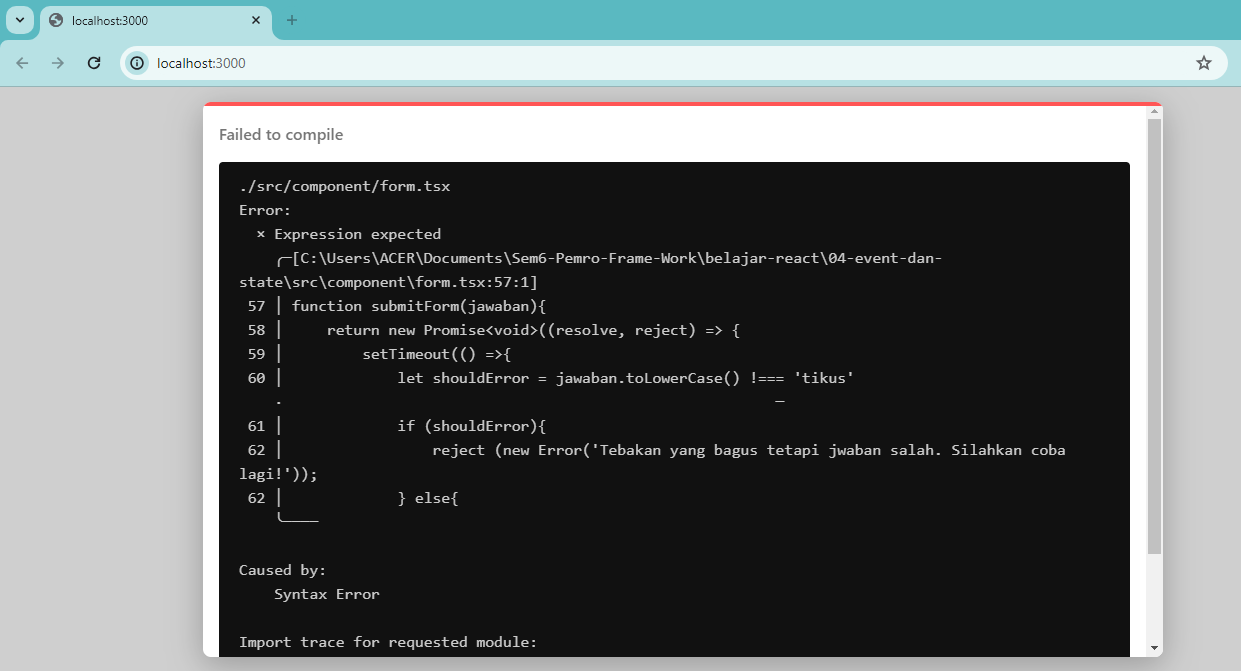 localhost:3000
localhost:3000
Failed to compile
./src/component/form.tsx
Error:
  × Expression expected
    ╭─[C:\Users\ACER\Documents\Sem6-Pemro-Frame-Work\belajar-react\04-event-dan-
state\src\component\form.tsx:57:1]
 57 │ function submitForm(jawaban){
 58 │     return new Promise<void>((resolve, reject) => {
 59 │         setTimeout(() =>{
 60 │             let shouldError = jawaban.toLowerCase() !=== 'tikus'
    ·                                                         ─
 61 │             if (shouldError){
 62 │                 reject (new Error('Tebakan yang bagus tetapi jwaban salah. Silahkan coba
lagi!'));
 62 │             } else{
    ╰────
Caused by:
    Syntax Error
Import trace for requested module: